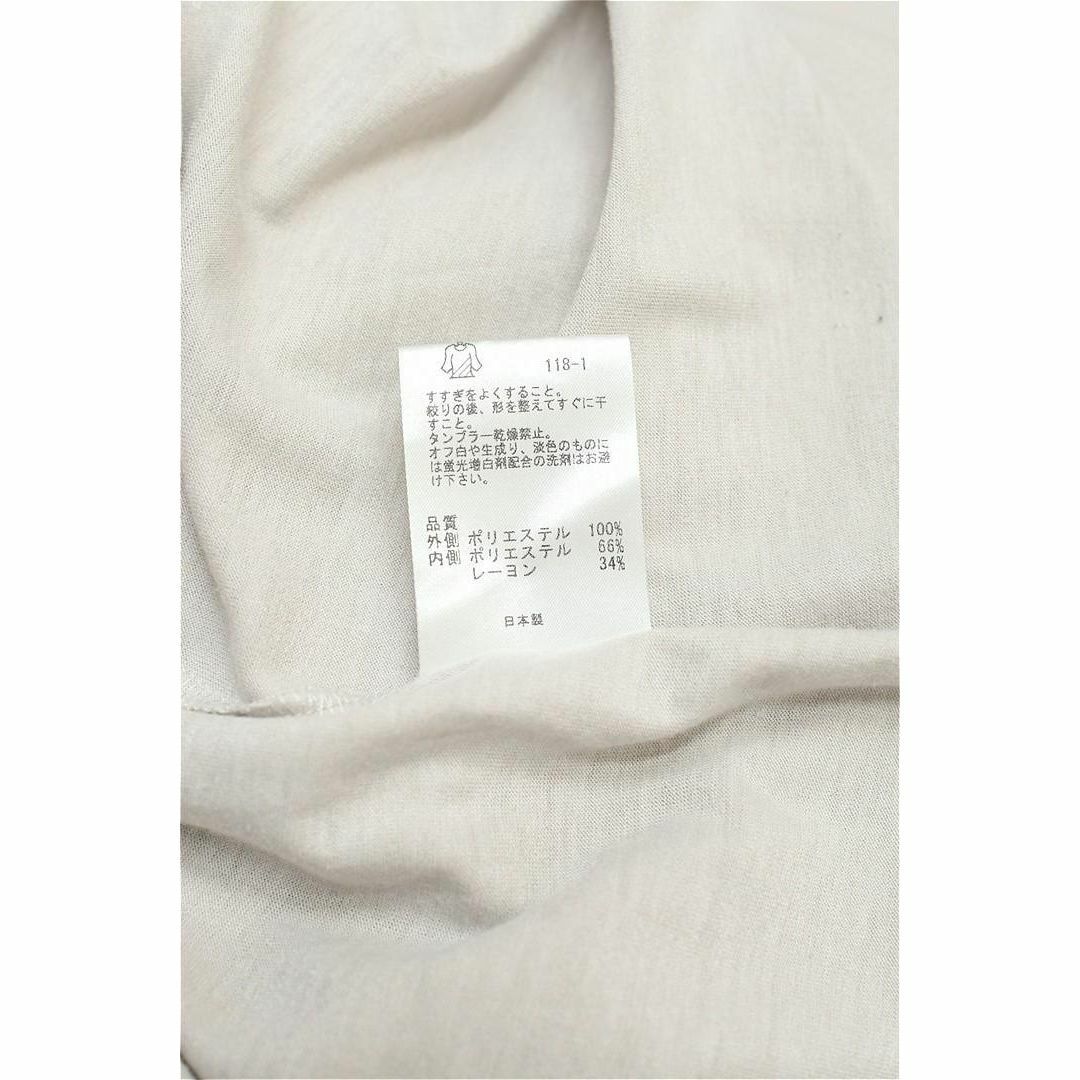 118-1
すすぎをよくすること。
絞りの後、形を整えてすぐに干
すこと。
タンブラー乾燥禁止。
オフ白や生成り、淡色のものに
は蛍光増白剤配合の洗剤はお避
け下さい。
品質
外側 ポリエステル 100%
内側 ポリエステル 66%
レーヨン 34%
日本製